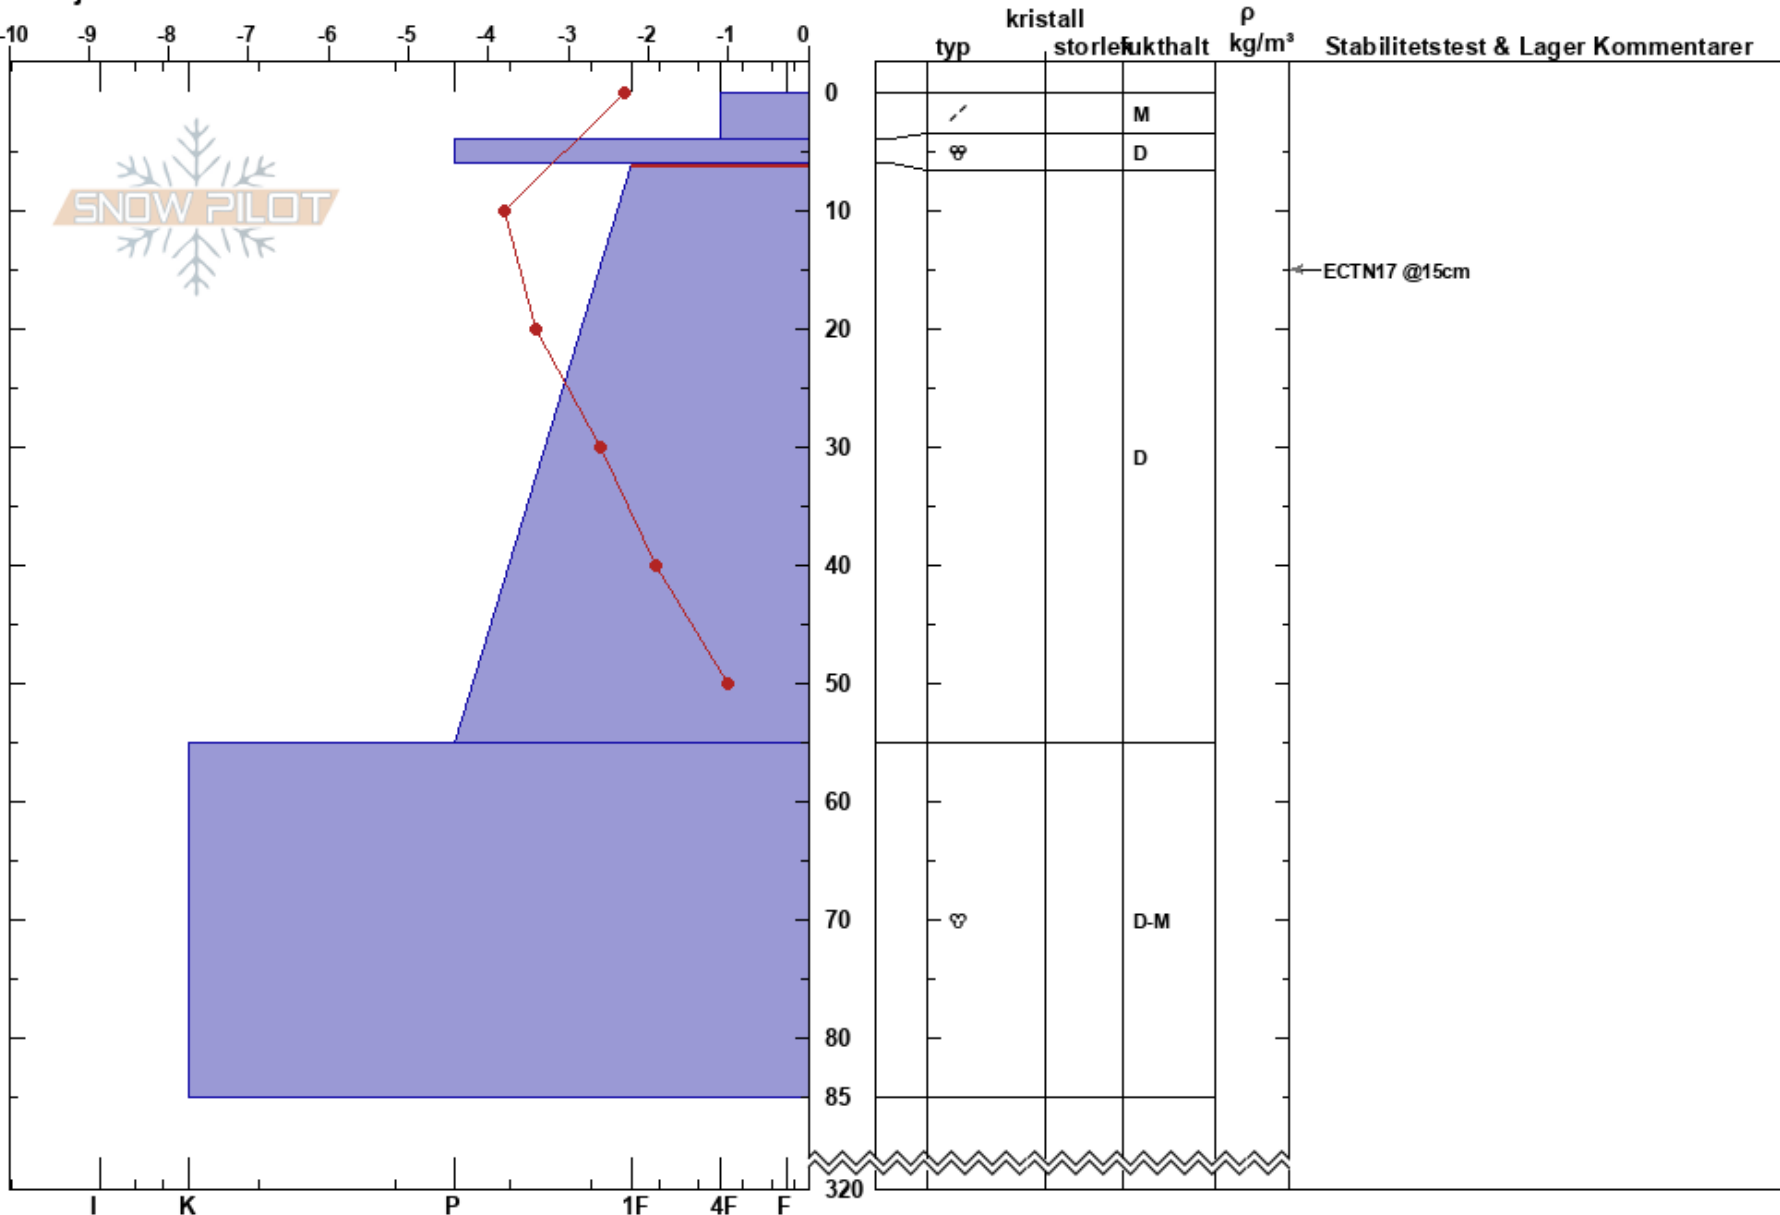 kristall ρ
-10 -9 -8 -7 -6 -5 -4 -3 -2 -1 0
typ storlek fukthalt kg/m³ Stabilitetstest & Lager Kommentarer
0
M
D
SNOW PILOT
10
ECTN17 @15cm
20
30
D
40
50
60
70 D-M
80
85
320
I K P 1F 4F F